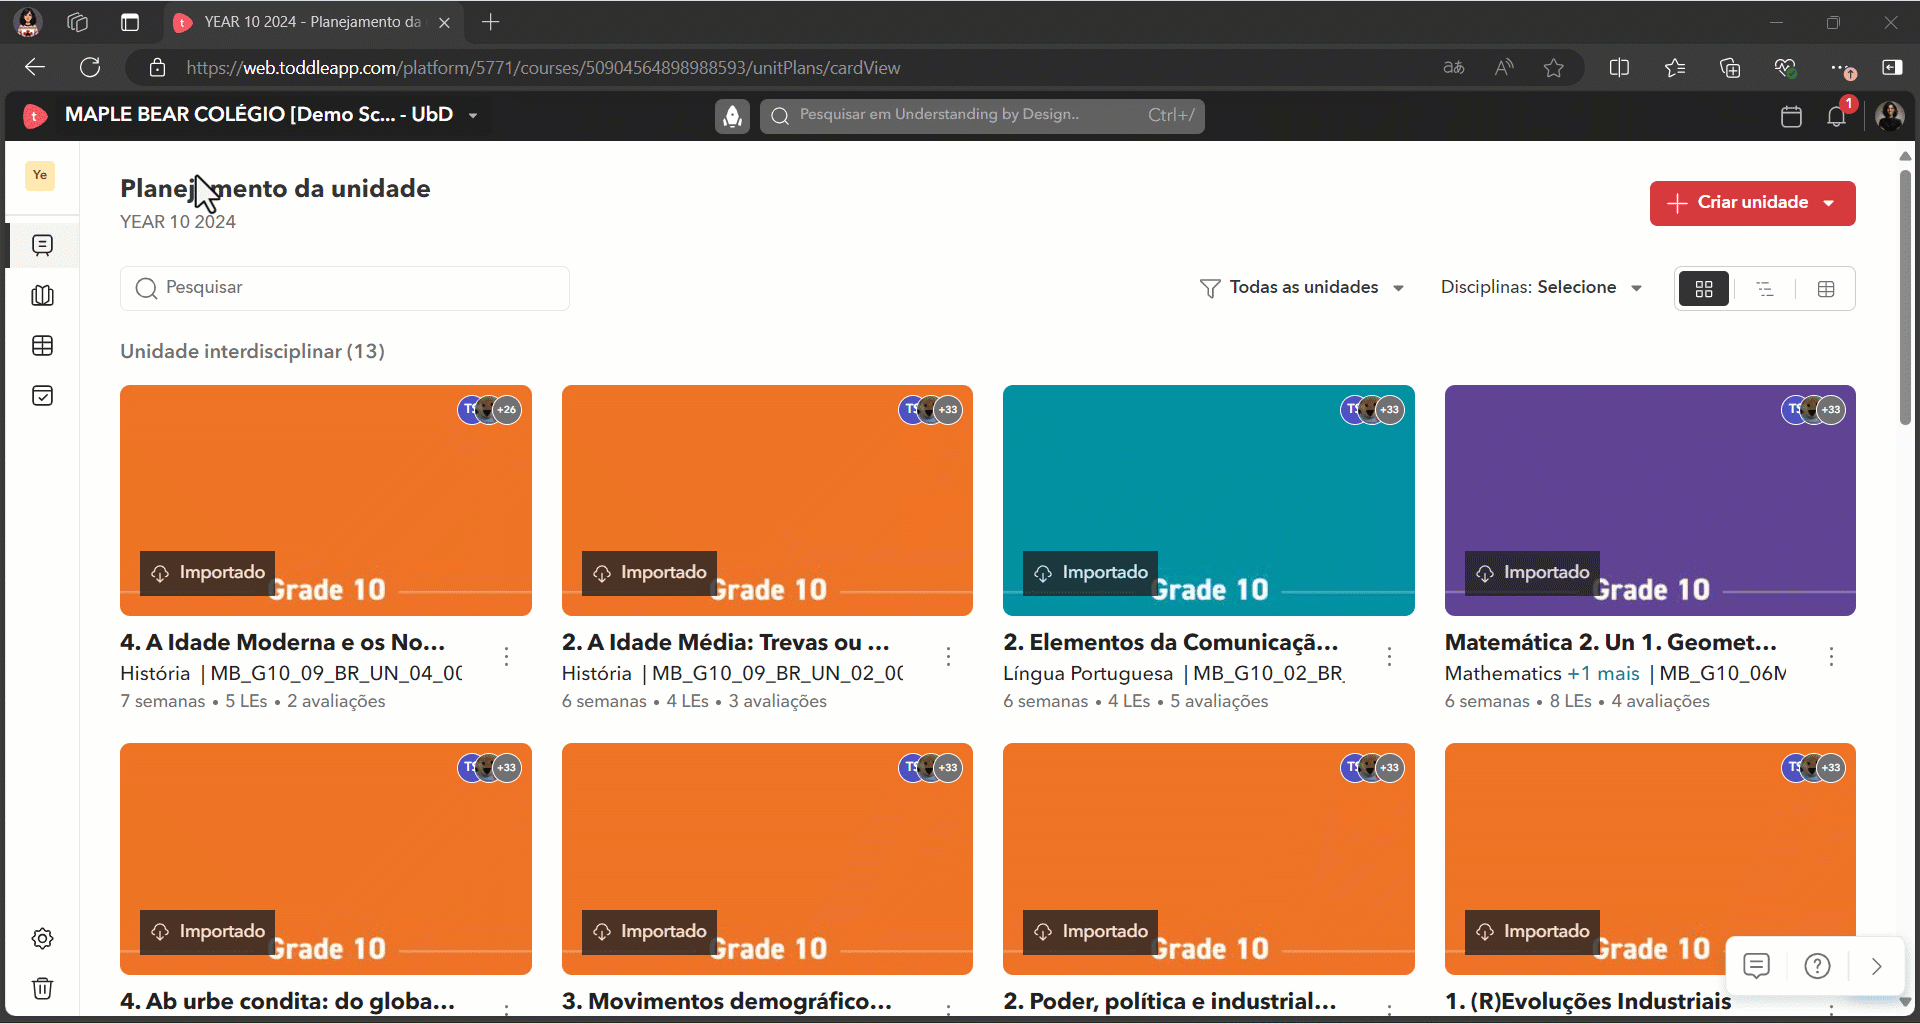 YEAR 10 2024 - Planejamento da
https://web.toddleapp.com/platform/5771/courses/50904564898988593/unitPlans/cardView
aあ
MAPLE BEAR COLÉGIO [Demo Sc... - UbD
Pesquisar em Understanding by Design.. Ctrl+/
1
Ye
Planejamento da unidade
YEAR 10 2024
Criar unidade
Pesquisar
Todas as unidades
Disciplinas: Selecione
Unidade interdisciplinar (13)
TS +26
TS +33
TS +33
TS +33
Importado
Grade 10
Importado
Grade 10
Importado
Grade 10
Importado
Grade 10
4. A Idade Moderna e os No...
História | MB_G10_09_BR_UN_04_00
7 semanas • 5 LEs • 2 avaliações
2. A Idade Média: Trevas ou ...
História | MB_G10_09_BR_UN_02_00
6 semanas • 4 LEs • 3 avaliações
2. Elementos da Comunicaçã...
Língua Portuguesa | MB_G10_02_BR_
6 semanas • 4 LEs • 5 avaliações
Matemática 2. Un 1. Geomet...
Mathematics +1 mais | MB_G10_06M
6 semanas • 8 LEs • 4 avaliações
TS +33
TS +33
TS +33
TS +33
Importado
Grade 10
Importado
Grade 10
Importado
Grade 10
Importado
Grade 10
4. Ab urbe condita: do globa...
3. Movimentos demográfico...
2. Poder, política e industrial...
1. (R)Evoluções Industriais